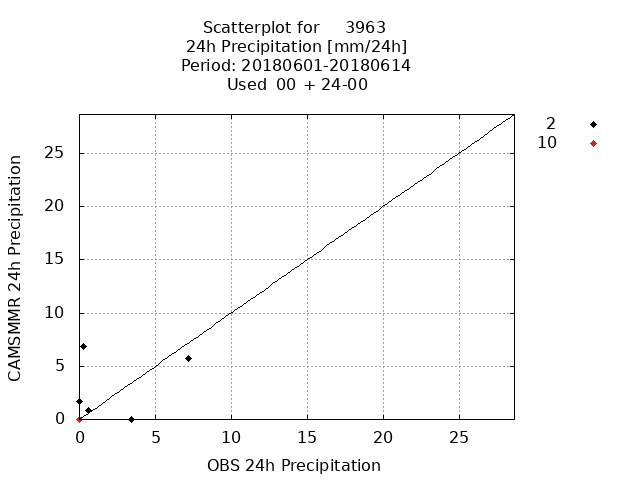 Scatterplot for 3963
24h Precipitation [mm/24h]
Period: 20180601-20180614
Used 00 + 24-00
2
10
CAMSMMR 24h Precipitation
25
20
15
10
5
0
0 5 10 15 20 25
OBS 24h Precipitation